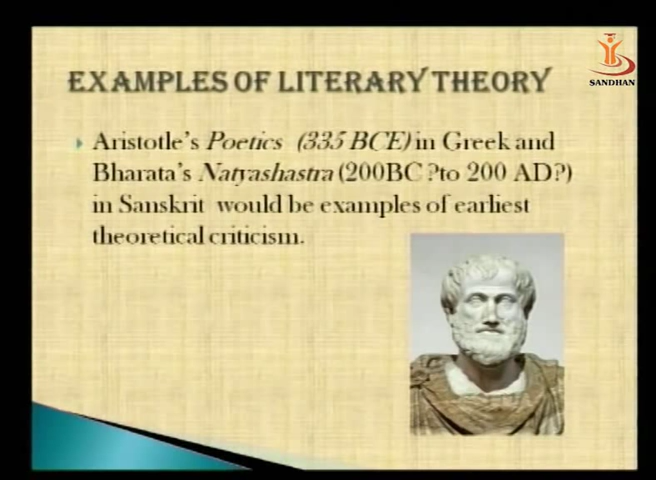 SANDHAN
EXAMPLES OF LITERARY THEORY
Aristotle's Poetics (335 BCE) in Greek and
Bharata's Natyashastra (200BC ?to 200 AD?)
in Sanskrit would be examples of earliest
theoretical criticism.